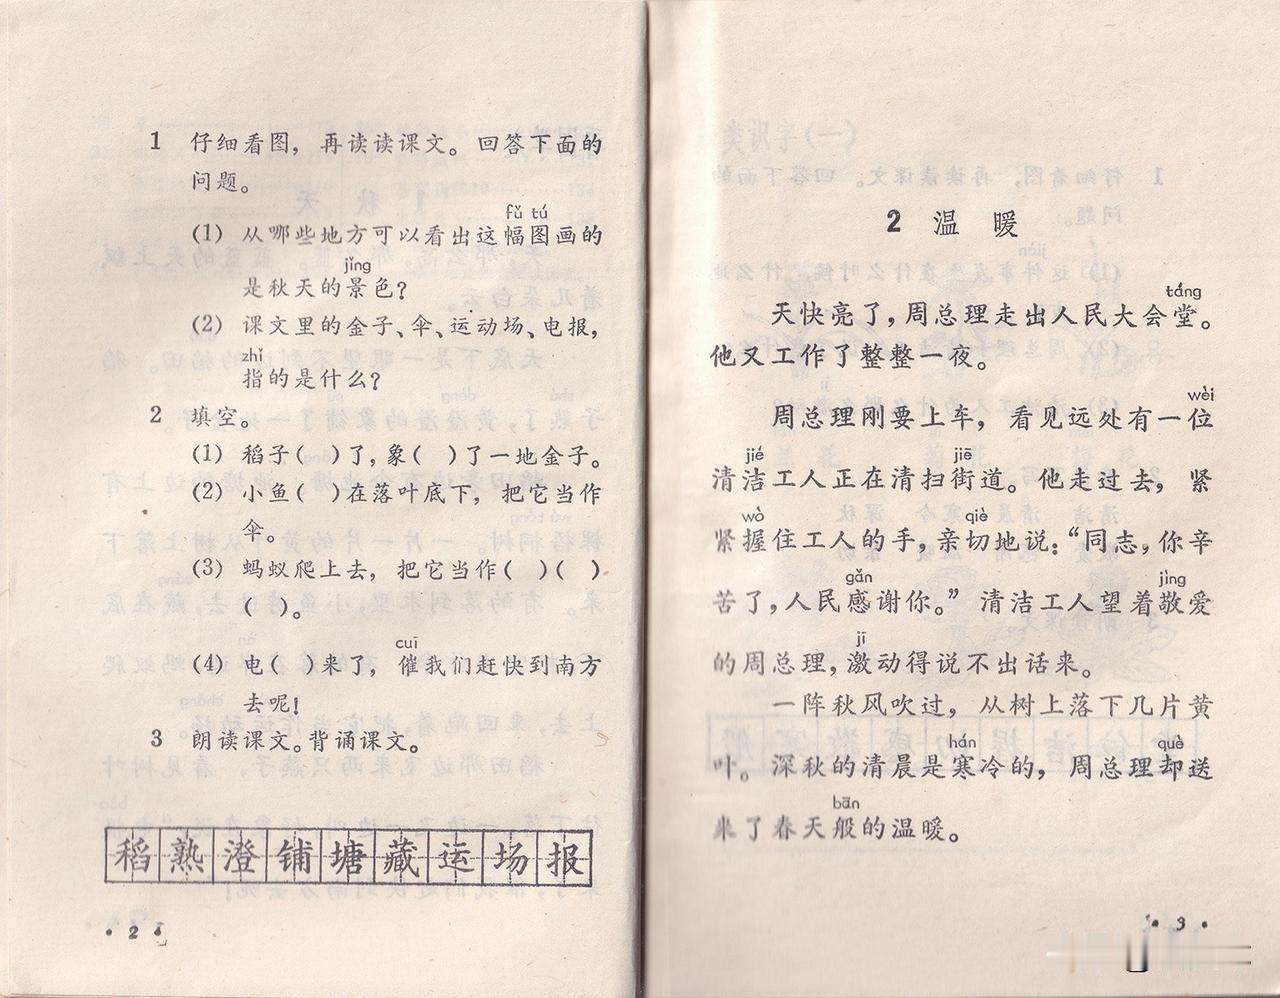 1 仔细看图，再读读课文。回答下面的
问题。
fǔ tú
(1) 从哪些地方可以看出这幅图画的
jǐng
是秋天的景色？
(2) 课文里的金子、伞、运动场、电报，
zhǐ
指的是什么？
2 填空。
(1) 稻子( )了，象( )了一地金子。
(2) 小鱼( )在落叶底下，把它当作
伞。
(3) 蚂蚁爬上去，把它当作( )( )
( )。
cuī
(4) 电( )来了，催我们赶快到南方
去呢！
3 朗读课文。背诵课文。
稻熟澄铺塘藏运场报
·2·
2 温暖
táng
天快亮了，周总理走出人民大会堂。
他又工作了整整一夜。
wèi
周总理刚要上车，看见远处有一位
jié jiē
清洁工人正在清扫街道。他走过去，紧
wò qiè
紧握住工人的手，亲切地说：“同志，你辛
gǎn jìng
苦了，人民感谢你。”清洁工人望着敬爱
jī
的周总理，激动得说不出话来。
一阵秋风吹过，从树上落下几片黄
hán què
叶。深秋的清晨是寒冷的，周总理却送
bān
来了春天般的温暖。
·3·